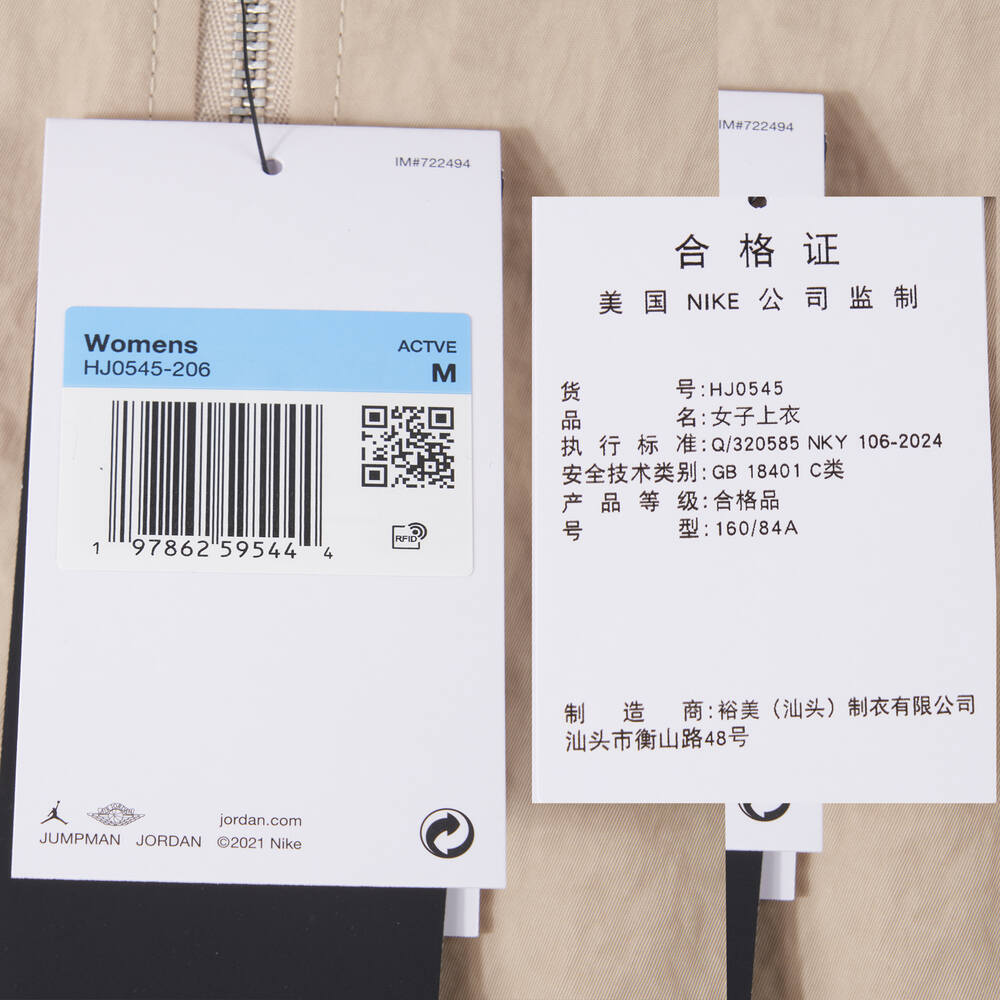 IM#722494
Womens
HJ0545-206
ACTVE
M
1 97862 59544 4
RFID
JUMPMAN JORDAN
jordan.com
©2021 Nike
IM#722494
合格证
美国NIKE公司监制
货号:HJ0545
品名:女子上衣
执行标准:Q/320585 NKY 106-2024
安全技术类别:GB 18401 C类
产品等级:合格品
号型:160/84A
制造商:裕美（汕头）制衣有限公司
汕头市衡山路48号